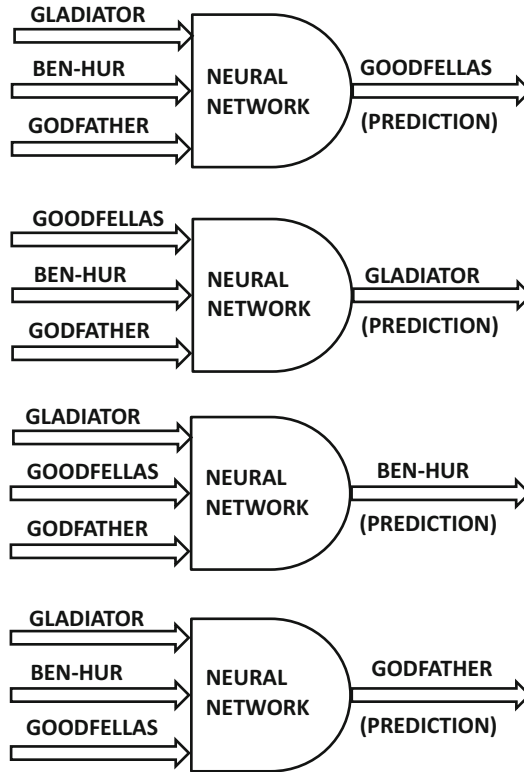 GLADIATOR
BEN-HUR
GODFATHER
NEURAL
NETWORK
GOODFELLAS
(PREDICTION)
GOODFELLAS
BEN-HUR
GODFATHER
NEURAL
NETWORK
GLADIATOR
(PREDICTION)
GLADIATOR
GOODFELLAS
GODFATHER
NEURAL
NETWORK
BEN-HUR
(PREDICTION)
GLADIATOR
BEN-HUR
GOODFELLAS
NEURAL
NETWORK
GODFATHER
(PREDICTION)